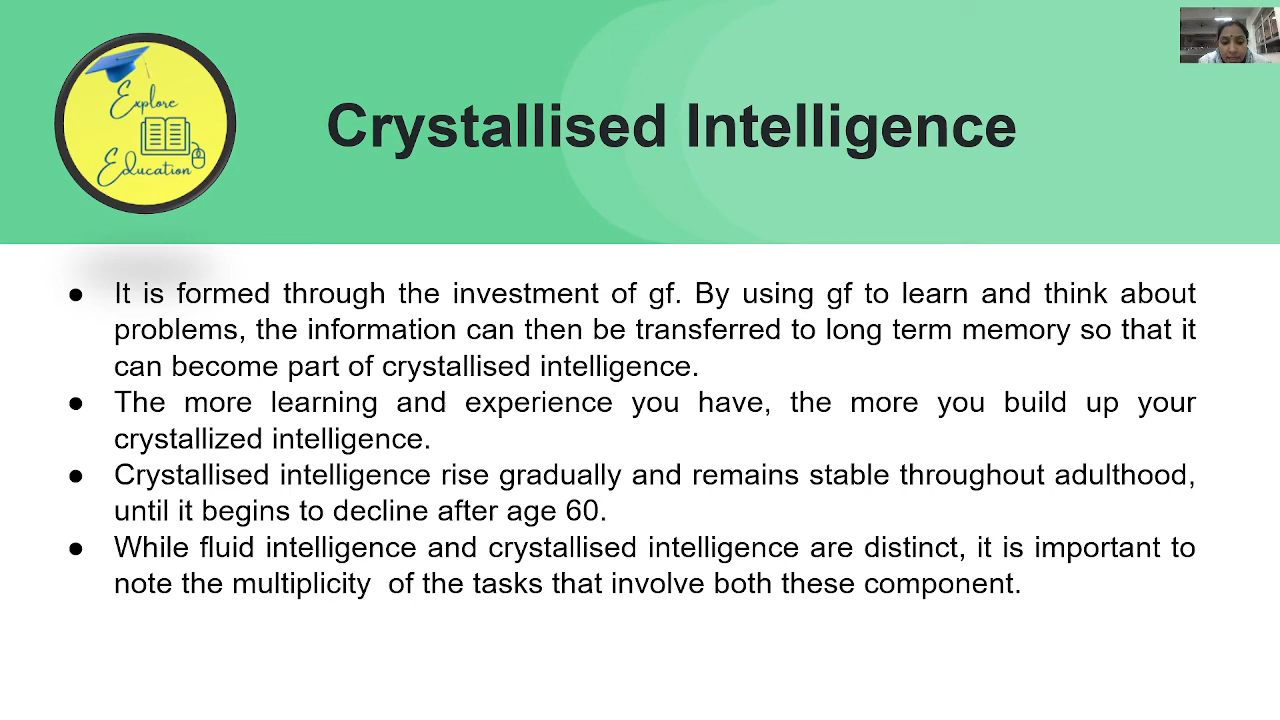 Explore
Education
Crystallised Intelligence
● It is formed through the investment of gf. By using gf to learn and think about
problems, the information can then be transferred to long term memory so that it
can become part of crystallised intelligence.
● The more learning and experience you have, the more you build up your
crystallized intelligence.
● Crystallised intelligence rise gradually and remains stable throughout adulthood,
until it begins to decline after age 60.
● While fluid intelligence and crystallised intelligence are distinct, it is important to
note the multiplicity  of the tasks that involve both these component.